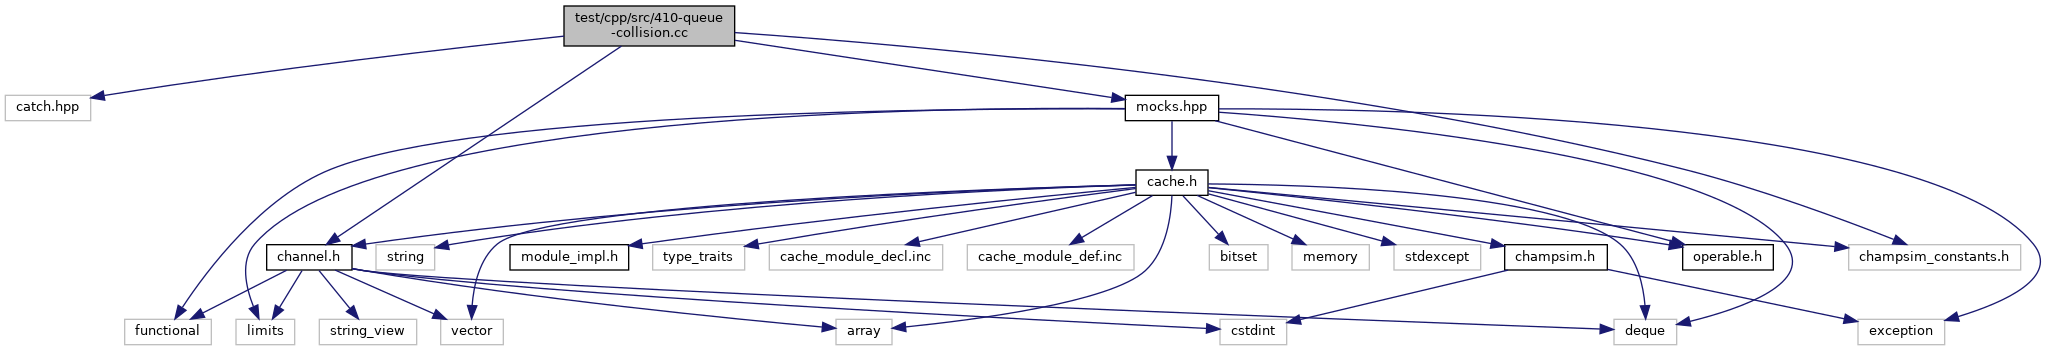 test/cpp/src/410-queue
-collision.cc
catch.hpp
mocks.hpp
cache.h
channel.h
string
module_impl.h
type_traits
cache_module_decl.inc
cache_module_def.inc
bitset
memory
stdexcept
champsim.h
operable.h
champsim_constants.h
functional
limits
string_view
vector
array
cstdint
deque
exception